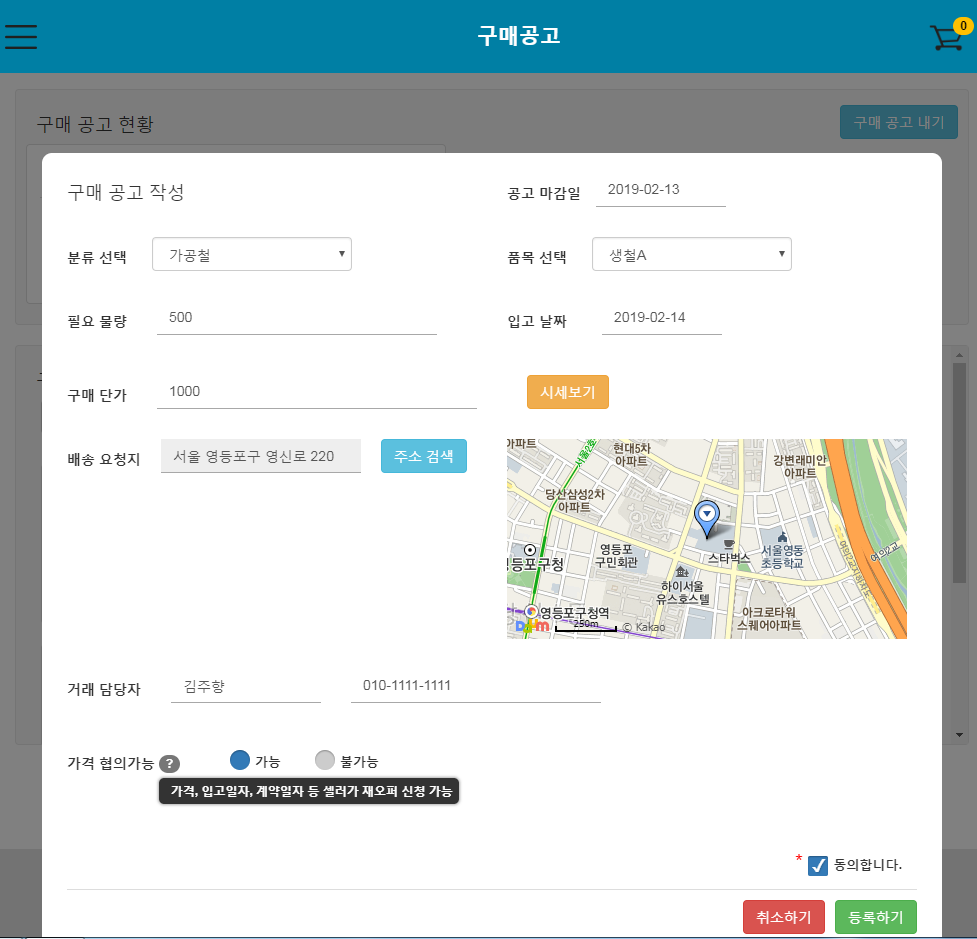 구매공고
0
구매 공고 현황
구매 공고 내기
구매 공고 작성
공고 마감일 2019-02-13
분류 선택 가공철
품목 선택 생철A
필요 물량 500
입고 날짜 2019-02-14
구매 단가 1000
시세보기
배송 요청지 서울 영등포구 영신로 220 주소 검색
아파트
서울2호
현대5차
아파트
강변래미안
아파트
당산삼성2차
아파트
영등포
구민회관
스타벅스
서울영동
초등학교
여의2교
영등포구청
하이서울
유스호스텔
아크로타워
스퀘어아파트
영등포구청역
Daum
250m
© Kakao
거래 담당자 김주향 010-1111-1111
가격 협의가능 ? 가능 불가능
가격, 입고일자, 계약일자 등 셀러가 재오퍼 신청 가능
* 동의합니다.
취소하기 등록하기